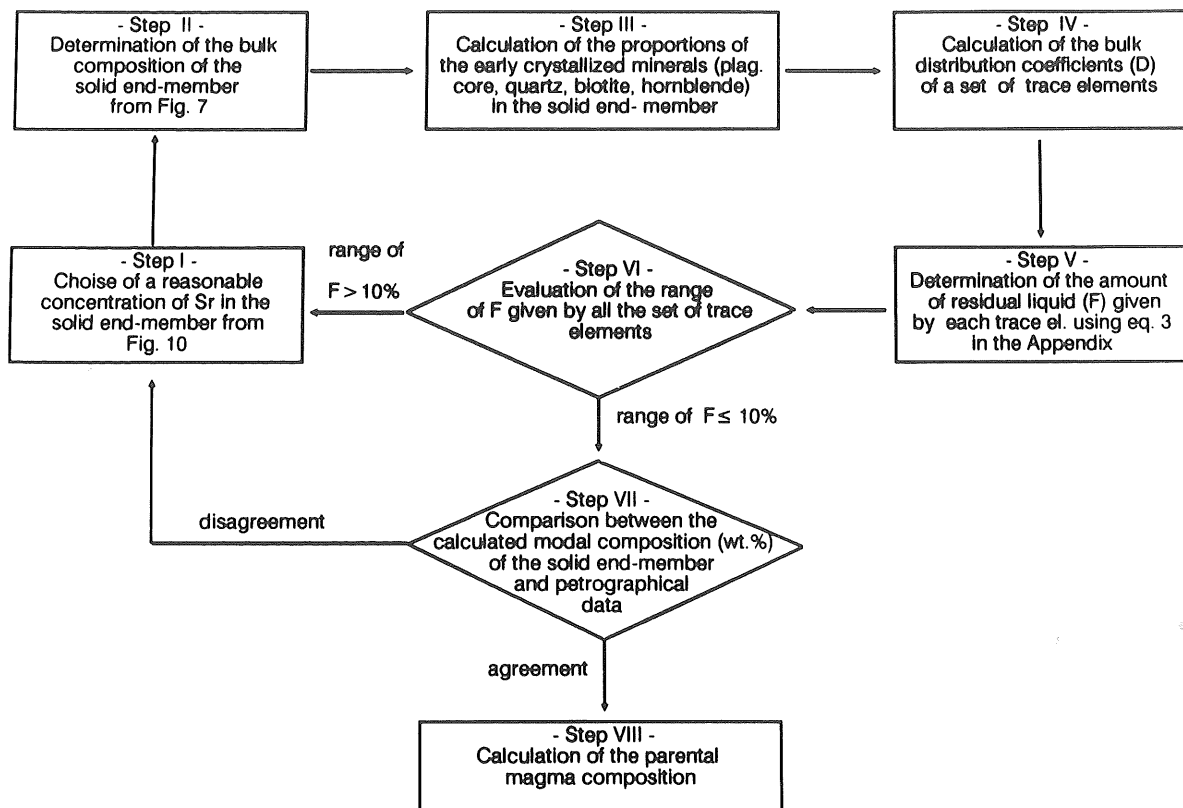 - Step II -
Determination of the bulk
composition of the
solid end-member
from Fig. 7
- Step III -
Calculation of the proportions of
the early crystallized minerals (plag.
core, quartz, biotite, hornblende)
in the solid end- member
- Step IV -
Calculation of the bulk
distribution coefficients (D)
of a set of trace elements
- Step I -
Choise of a reasonable
concentration of Sr in the
solid end-member from
Fig. 10
range of
F > 10%
- Step VI -
Evaluation of the range
of F given by all the set of trace
elements
- Step V -
Determination of the amount
of residual liquid (F) given
by each trace el. using eq. 3
in the Appendix
range of F ≤ 10%
disagreement
- Step VII -
Comparison between the
calculated modal composition (wt.%)
of the solid end-member
and petrographical
data
agreement
- Step VIII -
Calculation of the parental
magma composition